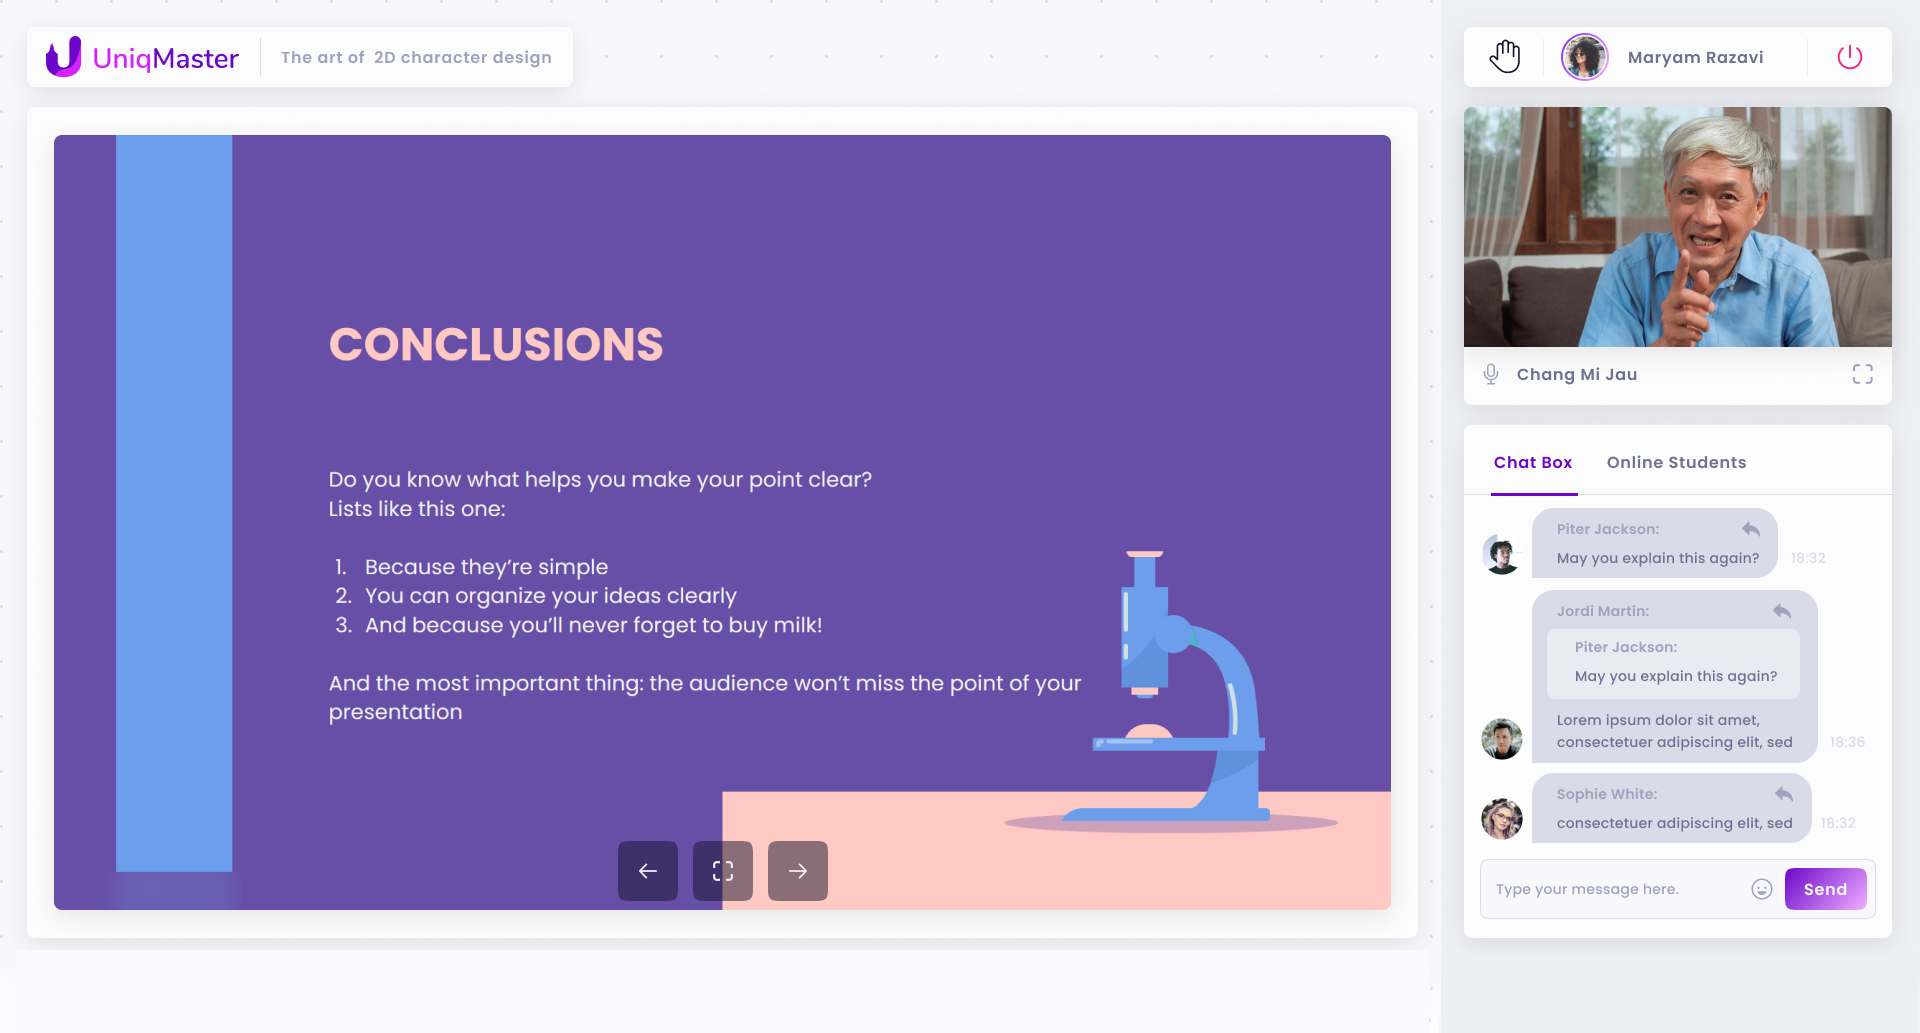 UniqMaster
The art of 2D character design
Maryam Razavi
CONCLUSIONS
Do you know what helps you make your point clear?
Lists like this one:
1. Because they’re simple
2. You can organize your ideas clearly
3. And because you’ll never forget to buy milk!
And the most important thing: the audience won’t miss the point of your
presentation
Chang Mi Jau
Chat Box
Online Students
Piter Jackson:
May you explain this again?
18:32
Jordi Martin:
Piter Jackson:
May you explain this again?
Lorem ipsum dolor sit amet,
consectetuer adipiscing elit, sed
18:36
Sophie White:
consectetuer adipiscing elit, sed
18:32
Type your message here.
Send